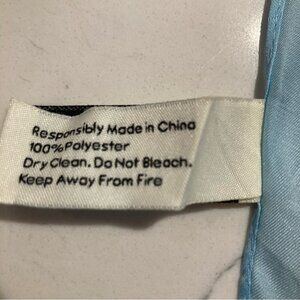 Responsibly Made in China
100%Polyester
Dry Clean. Do Not Bleach.
Keep Away From Fire